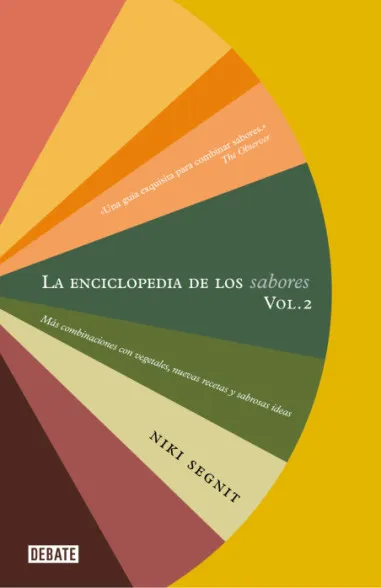 «Una guía exquisita para combinar sabores.»
The Observer
LA ENCICLOPEDIA DE LOS sabores
VOL.2
Más combinaciones con vegetales, nuevas recetas y sabrosas ideas
NIKI SEGNIT
DEBATE